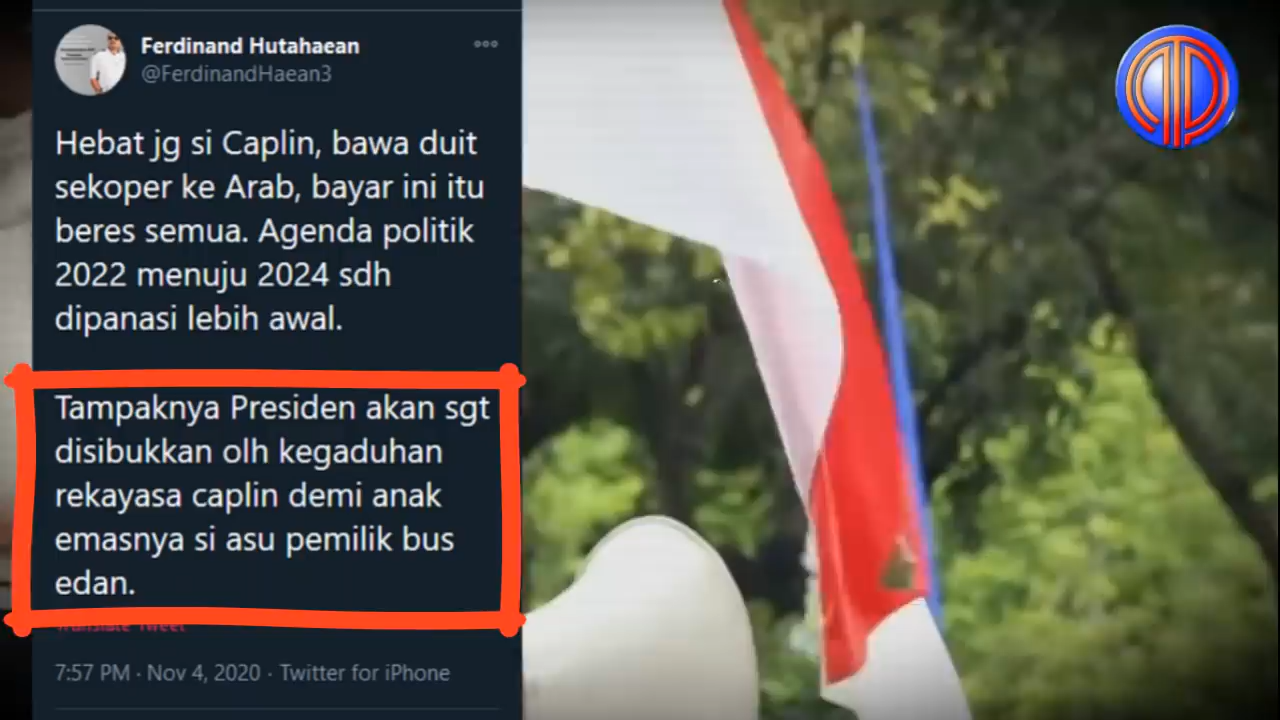 Ferdinand Hutahaean
@FerdinandHaean3
Hebat jg si Caplin, bawa duit
sekoper ke Arab, bayar ini itu
beres semua. Agenda politik
2022 menuju 2024 sdh
dipanasi lebih awal.
Tampaknya Presiden akan sgt
disibukkan olh kegaduhan
rekayasa caplin demi anak
emasnya si asu pemilik bus
edan.
Translate Tweet
7:57 PM · Nov 4, 2020 · Twitter for iPhone